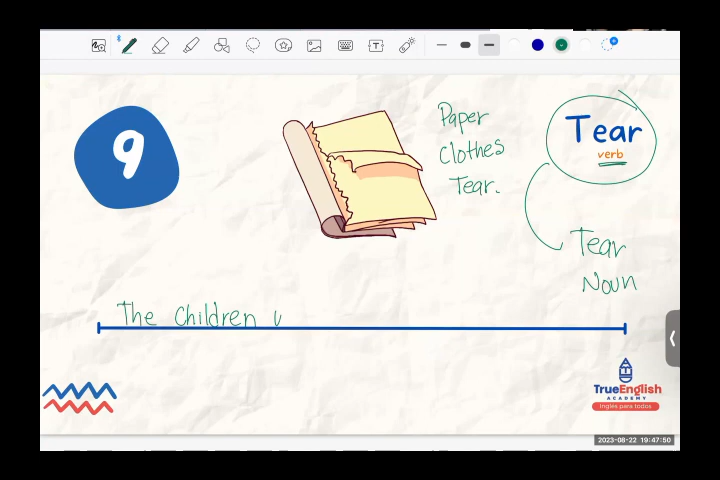 9
Paper
Clothes
Tear.
Tear
verb
Tear
Noun
The Children
TrueEnglish
ACADEMY
Inglés para todos
2023-08-22 19:47:50